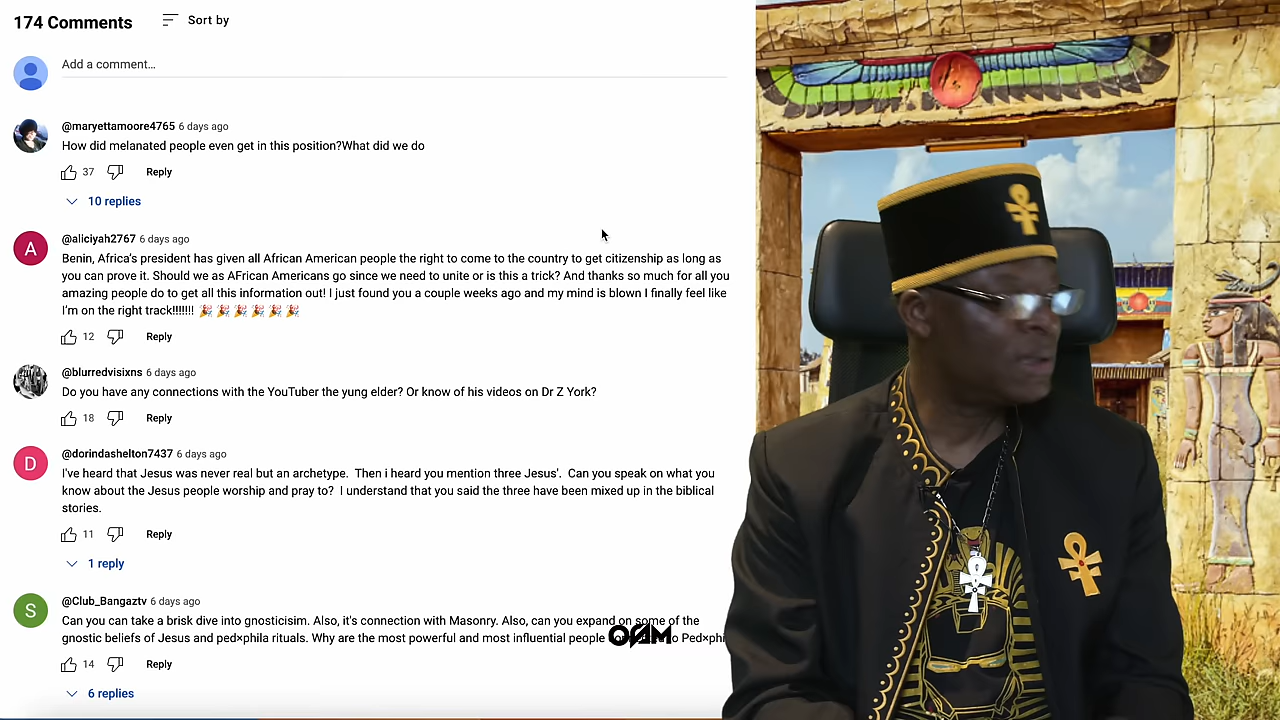 174 Comments
Sort by
Add a comment...
@maryettamoore4765 6 days ago
How did melanated people even get in this position?What did we do
37
Reply
10 replies
A
@aliciyah2767 6 days ago
Benin, Africa's president has given all African American people the right to come to the country to get citizenship as long as
you can prove it. Should we as AFrican Americans go since we need to unite or is this a trick? And thanks so much for all you
amazing people do to get all this information out! I just found you a couple weeks ago and my mind is blown I finally feel like
I'm on the right track!!!!!!! 🎉 🎉 🎉 🎉 🎉 🎉
12
Reply
@blurredvisixns 6 days ago
Do you have any connections with the YouTuber the yung elder? Or know of his videos on Dr Z York?
18
Reply
D
@dorindashelton7437 6 days ago
I've heard that Jesus was never real but an archetype. Then i heard you mention three Jesus'. Can you speak on what you
know about the Jesus people worship and pray to? I understand that you said the three have been mixed up in the biblical
stories.
11
Reply
1 reply
S
@Club_Bangaztv 6 days ago
Can you can take a brisk dive into gnosticisim. Also, it's connection with Masonry. Also, can you expand on some of the
gnostic beliefs of Jesus and ped×phila rituals. Why are the most powerful and most influential people to Ped×phi
14
Reply
6 replies